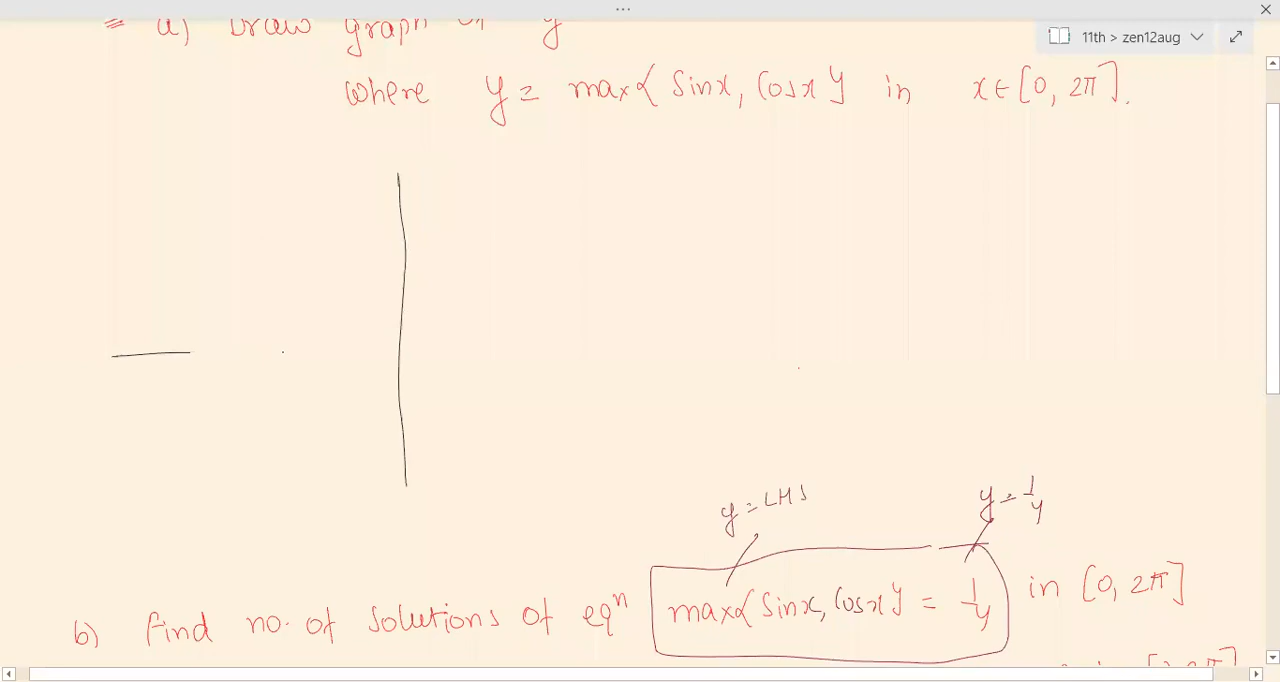 ...
11th > zen12aug
a) Draw graph of y
where y = max{ Sinx, Cosx } in x∈[0, 2π].
y = LHS
y = 1/4
b) find no. of solutions of eqⁿ max{ Sinx, Cosx } = 1/4 in [0, 2π]